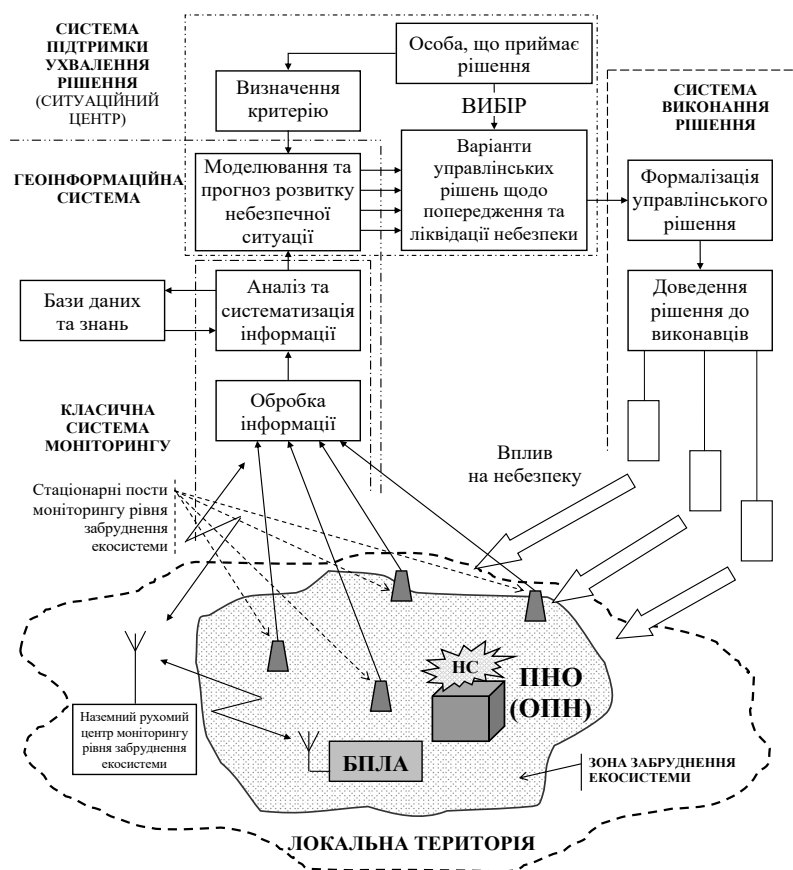 СИСТЕМА
ПІДТРИМКИ
УХВАЛЕННЯ
РІШЕННЯ
(СИТУАЦІЙНИЙ
ЦЕНТР)
Особа, що приймає
рішення
Визначення
критерію
ВИБІР
СИСТЕМА
ВИКОНАННЯ
РІШЕННЯ
ГЕОІНФОРМАЦІЙНА
СИСТЕМА
Моделювання та
прогноз розвитку
небезпечної
ситуації
Варіанти
управлінських
рішень щодо
попередження та
ліквідації небезпеки
Формалізація
управлінського
рішення
Бази даних
та знань
Аналіз та
систематизація
інформації
Доведення
рішення до
виконавців
КЛАСИЧНА
СИСТЕМА
МОНІТОРИНГУ
Обробка
інформації
Вплив
на небезпеку
Стаціонарні пости
моніторингу рівня
забруднення
екосистеми
НС
ПНО
(ОПН)
Наземний рухомий
центр моніторингу
рівня забруднення
екосистеми
БПЛА
ЗОНА ЗАБРУДНЕННЯ
ЕКОСИСТЕМИ
ЛОКАЛЬНА ТЕРИТОРІЯ